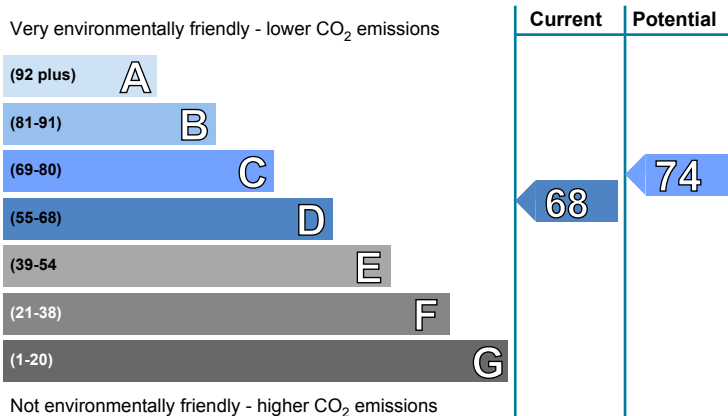 Very environmentally friendly - lower CO2 emissions
Current
Potential
(92 plus) A
(81-91) B
(69-80) C
(55-68) D
(39-54 E
(21-38) F
(1-20) G
68
74
Not environmentally friendly - higher CO2 emissions